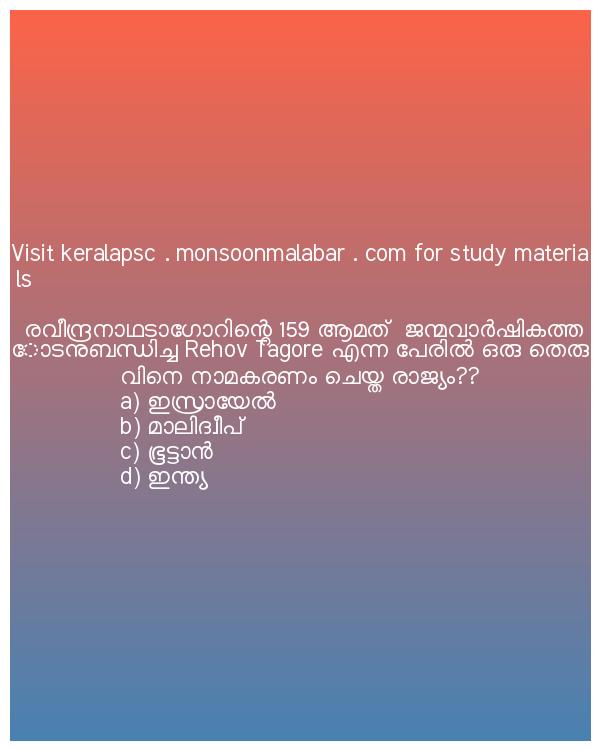 Visit keralapsc . monsoonmalabar . com for study materia
ls
രവീന്ദ്രനാഥടാഗോറിന്റെ 159 ആമത് ജന്മവാർഷികത്ത
ോടനുബന്ധിച്ച Rehov Tagore എന്ന പേരിൽ ഒരു തെരു
വിനെ നാമകരണം ചെയ്ത രാജ്യം??
a) ഇസ്രായേൽ
b) മാലിദ്വീപ്
c) ഭൂട്ടാൻ
d) ഇന്ത്യ